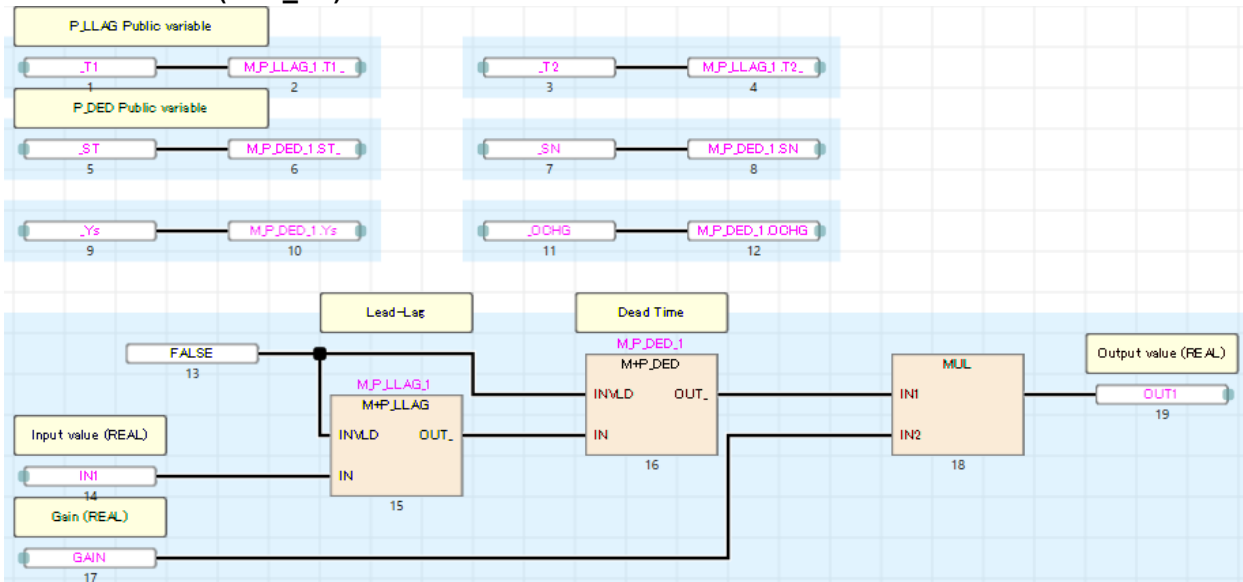 P_LLAG Public variable
_T1
M_P_LLAG_1.T1_
_T2
M_P_LLAG_1.T2_
1
2
3
4
P_DED Public variable
_ST
M_P_DED_1.ST_
_SN
M_P_DED_1.SN
5
6
7
8
_Ys
M_P_DED_1.Ys
_OCHG
M_P_DED_1.OCHG
9
10
11
12
Lead-Lag
Dead Time
FALSE
13
M_P_DED_1
M+P_DED
INVLD OUT_
IN
16
M_P_LLAG_1
M+P_LLAG
INVLD OUT_
IN
15
MUL
IN1
IN2
18
Output value (REAL)
OUT1
19
Input value (REAL)
IN1
14
Gain (REAL)
GAIN
17